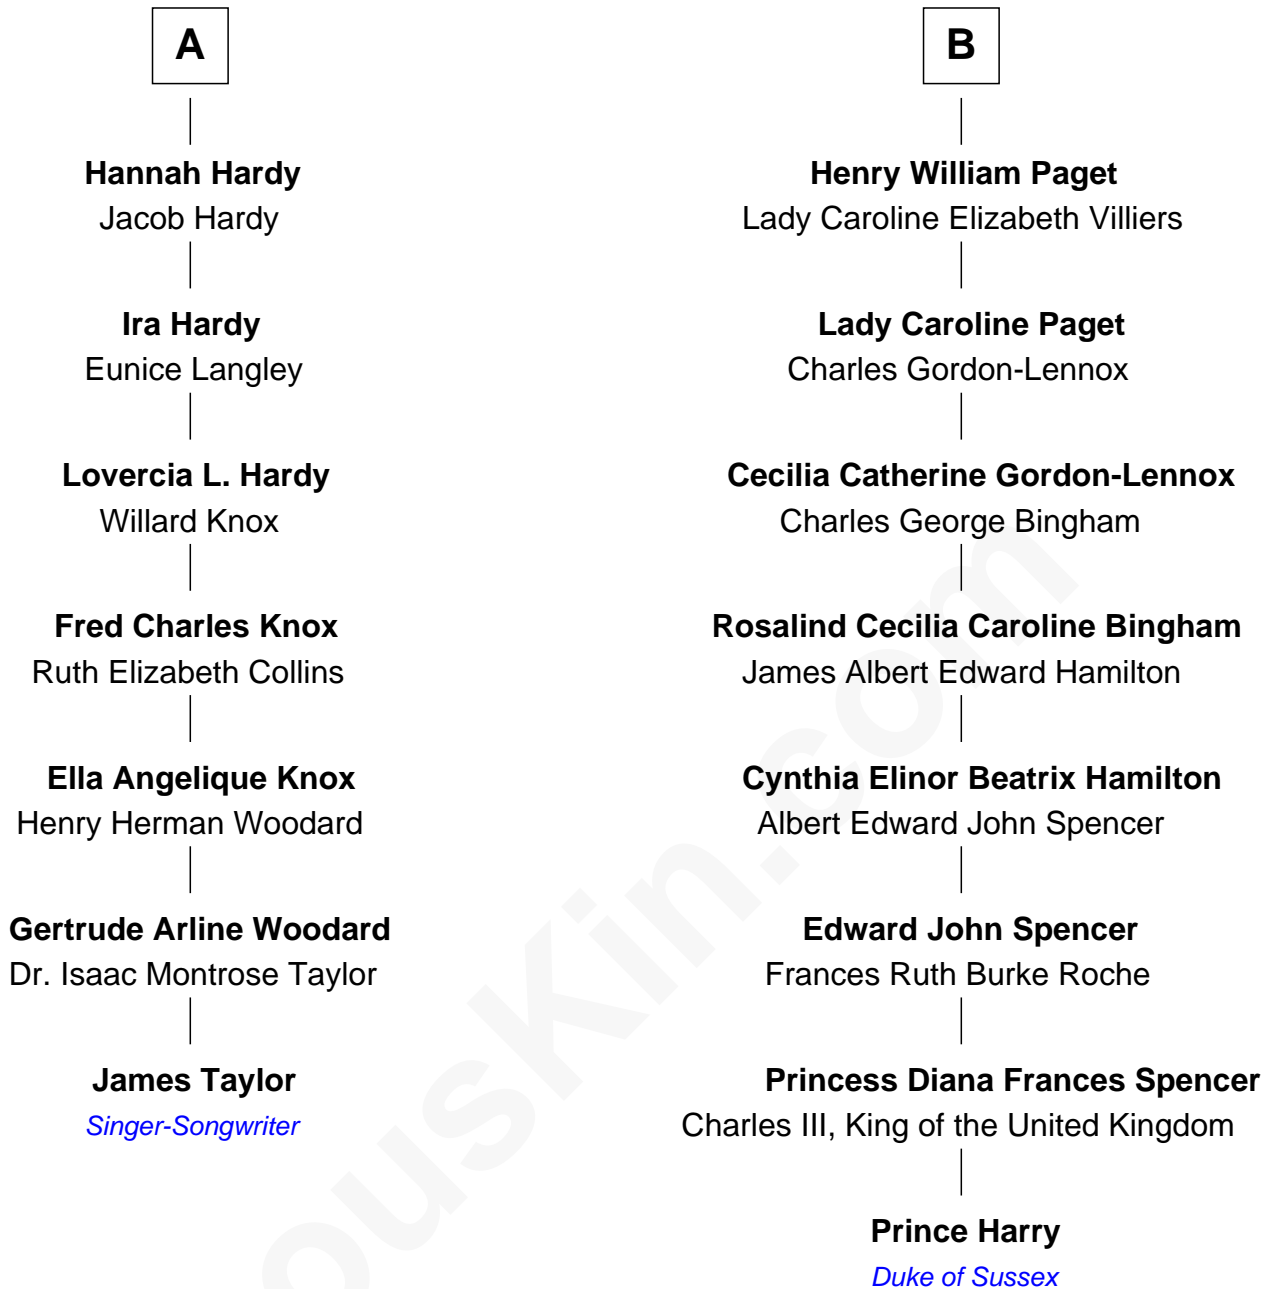 A
Hannah Hardy
Jacob Hardy
Ira Hardy
Eunice Langley
Lovercia L. Hardy
Willard Knox
Fred Charles Knox
Ruth Elizabeth Collins
Ella Angelique Knox
Henry Herman Woodard
Gertrude Arline Woodard
Dr. Isaac Montrose Taylor
James Taylor
Singer-Songwriter
B
Henry William Paget
Lady Caroline Elizabeth Villiers
Lady Caroline Paget
Charles Gordon-Lennox
Cecilia Catherine Gordon-Lennox
Charles George Bingham
Rosalind Cecilia Caroline Bingham
James Albert Edward Hamilton
Cynthia Elinor Beatrix Hamilton
Albert Edward John Spencer
Edward John Spencer
Frances Ruth Burke Roche
Princess Diana Frances Spencer
Charles III, King of the United Kingdom
Prince Harry
Duke of Sussex
ousKin.com